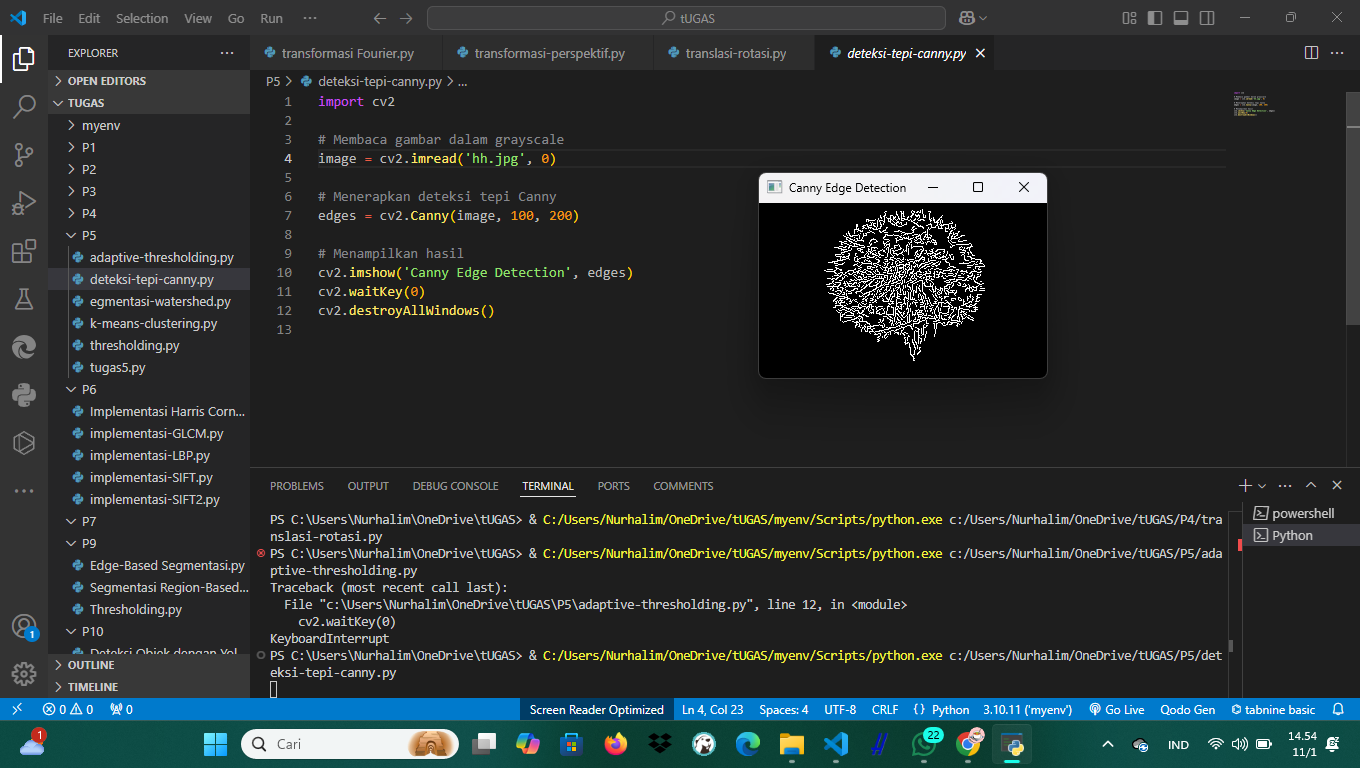 File Edit Selection View Go Run ··· tUGAS
EXPLORER ···
OPEN EDITORS
TUGAS
myenv
P1
P2
P3
P4
P5
adaptive-thresholding.py
deteksi-tepi-canny.py
egmentasi-watershed.py
k-means-clustering.py
thresholding.py
tugas5.py
P6
Implementasi Harris Corn...
implementasi-GLCM.py
implementasi-LBP.py
implementasi-SIFT.py
implementasi-SIFT2.py
P7
P9
Edge-Based Segmentasi.py
Segmentasi Region-Based...
Thresholding.py
P10
Deteksi Objek dengan Yol...
OUTLINE
TIMELINE
1
transformasi Fourier.py transformasi-perspektif.py translasi-rotasi.py deteksi-tepi-canny.py
P5 > deteksi-tepi-canny.py > ...
1 import cv2
2
3 # Membaca gambar dalam grayscale
4 image = cv2.imread('hh.jpg', 0)
5
6 # Menerapkan deteksi tepi Canny
7 edges = cv2.Canny(image, 100, 200)
8
9 # Menampilkan hasil
10 cv2.imshow('Canny Edge Detection', edges)
11 cv2.waitKey(0)
12 cv2.destroyAllWindows()
13
Canny Edge Detection
PROBLEMS OUTPUT DEBUG CONSOLE TERMINAL PORTS COMMENTS
PS C:\Users\Nurhalim\OneDrive\tUGAS> & C:/Users/Nurhalim/OneDrive/tUGAS/myenv/Scripts/python.exe c:/Users/Nurhalim/OneDrive/tUGAS/P4/tra
nslasi-rotasi.py
PS C:\Users\Nurhalim\OneDrive\tUGAS> & C:/Users/Nurhalim/OneDrive/tUGAS/myenv/Scripts/python.exe c:/Users/Nurhalim/OneDrive/tUGAS/P5/ada
ptive-thresholding.py
Traceback (most recent call last):
File "c:\Users\Nurhalim\OneDrive\tUGAS\P5\adaptive-thresholding.py", line 12, in <module>
cv2.waitKey(0)
KeyboardInterrupt
PS C:\Users\Nurhalim\OneDrive\tUGAS> & C:/Users/Nurhalim/OneDrive/tUGAS/myenv/Scripts/python.exe c:/Users/Nurhalim/OneDrive/tUGAS/P5/det
eksi-tepi-canny.py
powershell
Python
0 0 0 Screen Reader Optimized Ln 4, Col 23 Spaces: 4 UTF-8 CRLF {} Python 3.10.11 ('myenv') Go Live Qodo Gen tabnine basic
1 Cari 22 IND 14.54
11/1